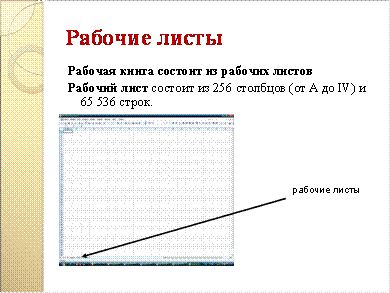 Рабочие листы
Рабочая книга состоит из рабочих листов
Рабочий лист состоит из 256 столбцов (от A до IV) и
65 536 строк.
рабочие листы